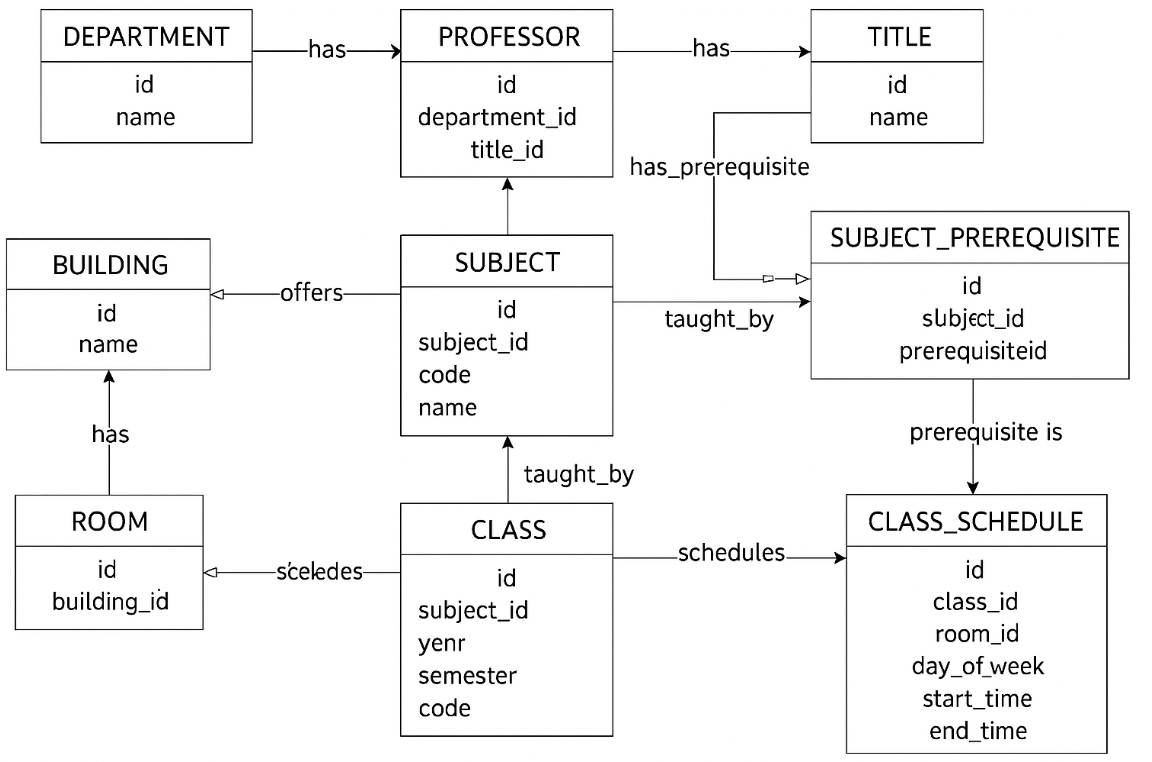 DEPARTMENT
id
name
has
PROFESSOR
id
department_id
title_id
has
TITLE
id
name
has_prerequisite
BUILDING
id
name
offers
SUBJECT
id
subject_id
code
name
taught_by
SUBJECT_PREREQUISITE
id
subject_id
prerequisiteid
has
taught_by
prerequisite is
ROOM
id
building_id
CLASS
id
subject_id
yenr
semester
code
schedules
CLASS_SCHEDULE
id
class_id
room_id
day_of_week
start_time
end_time